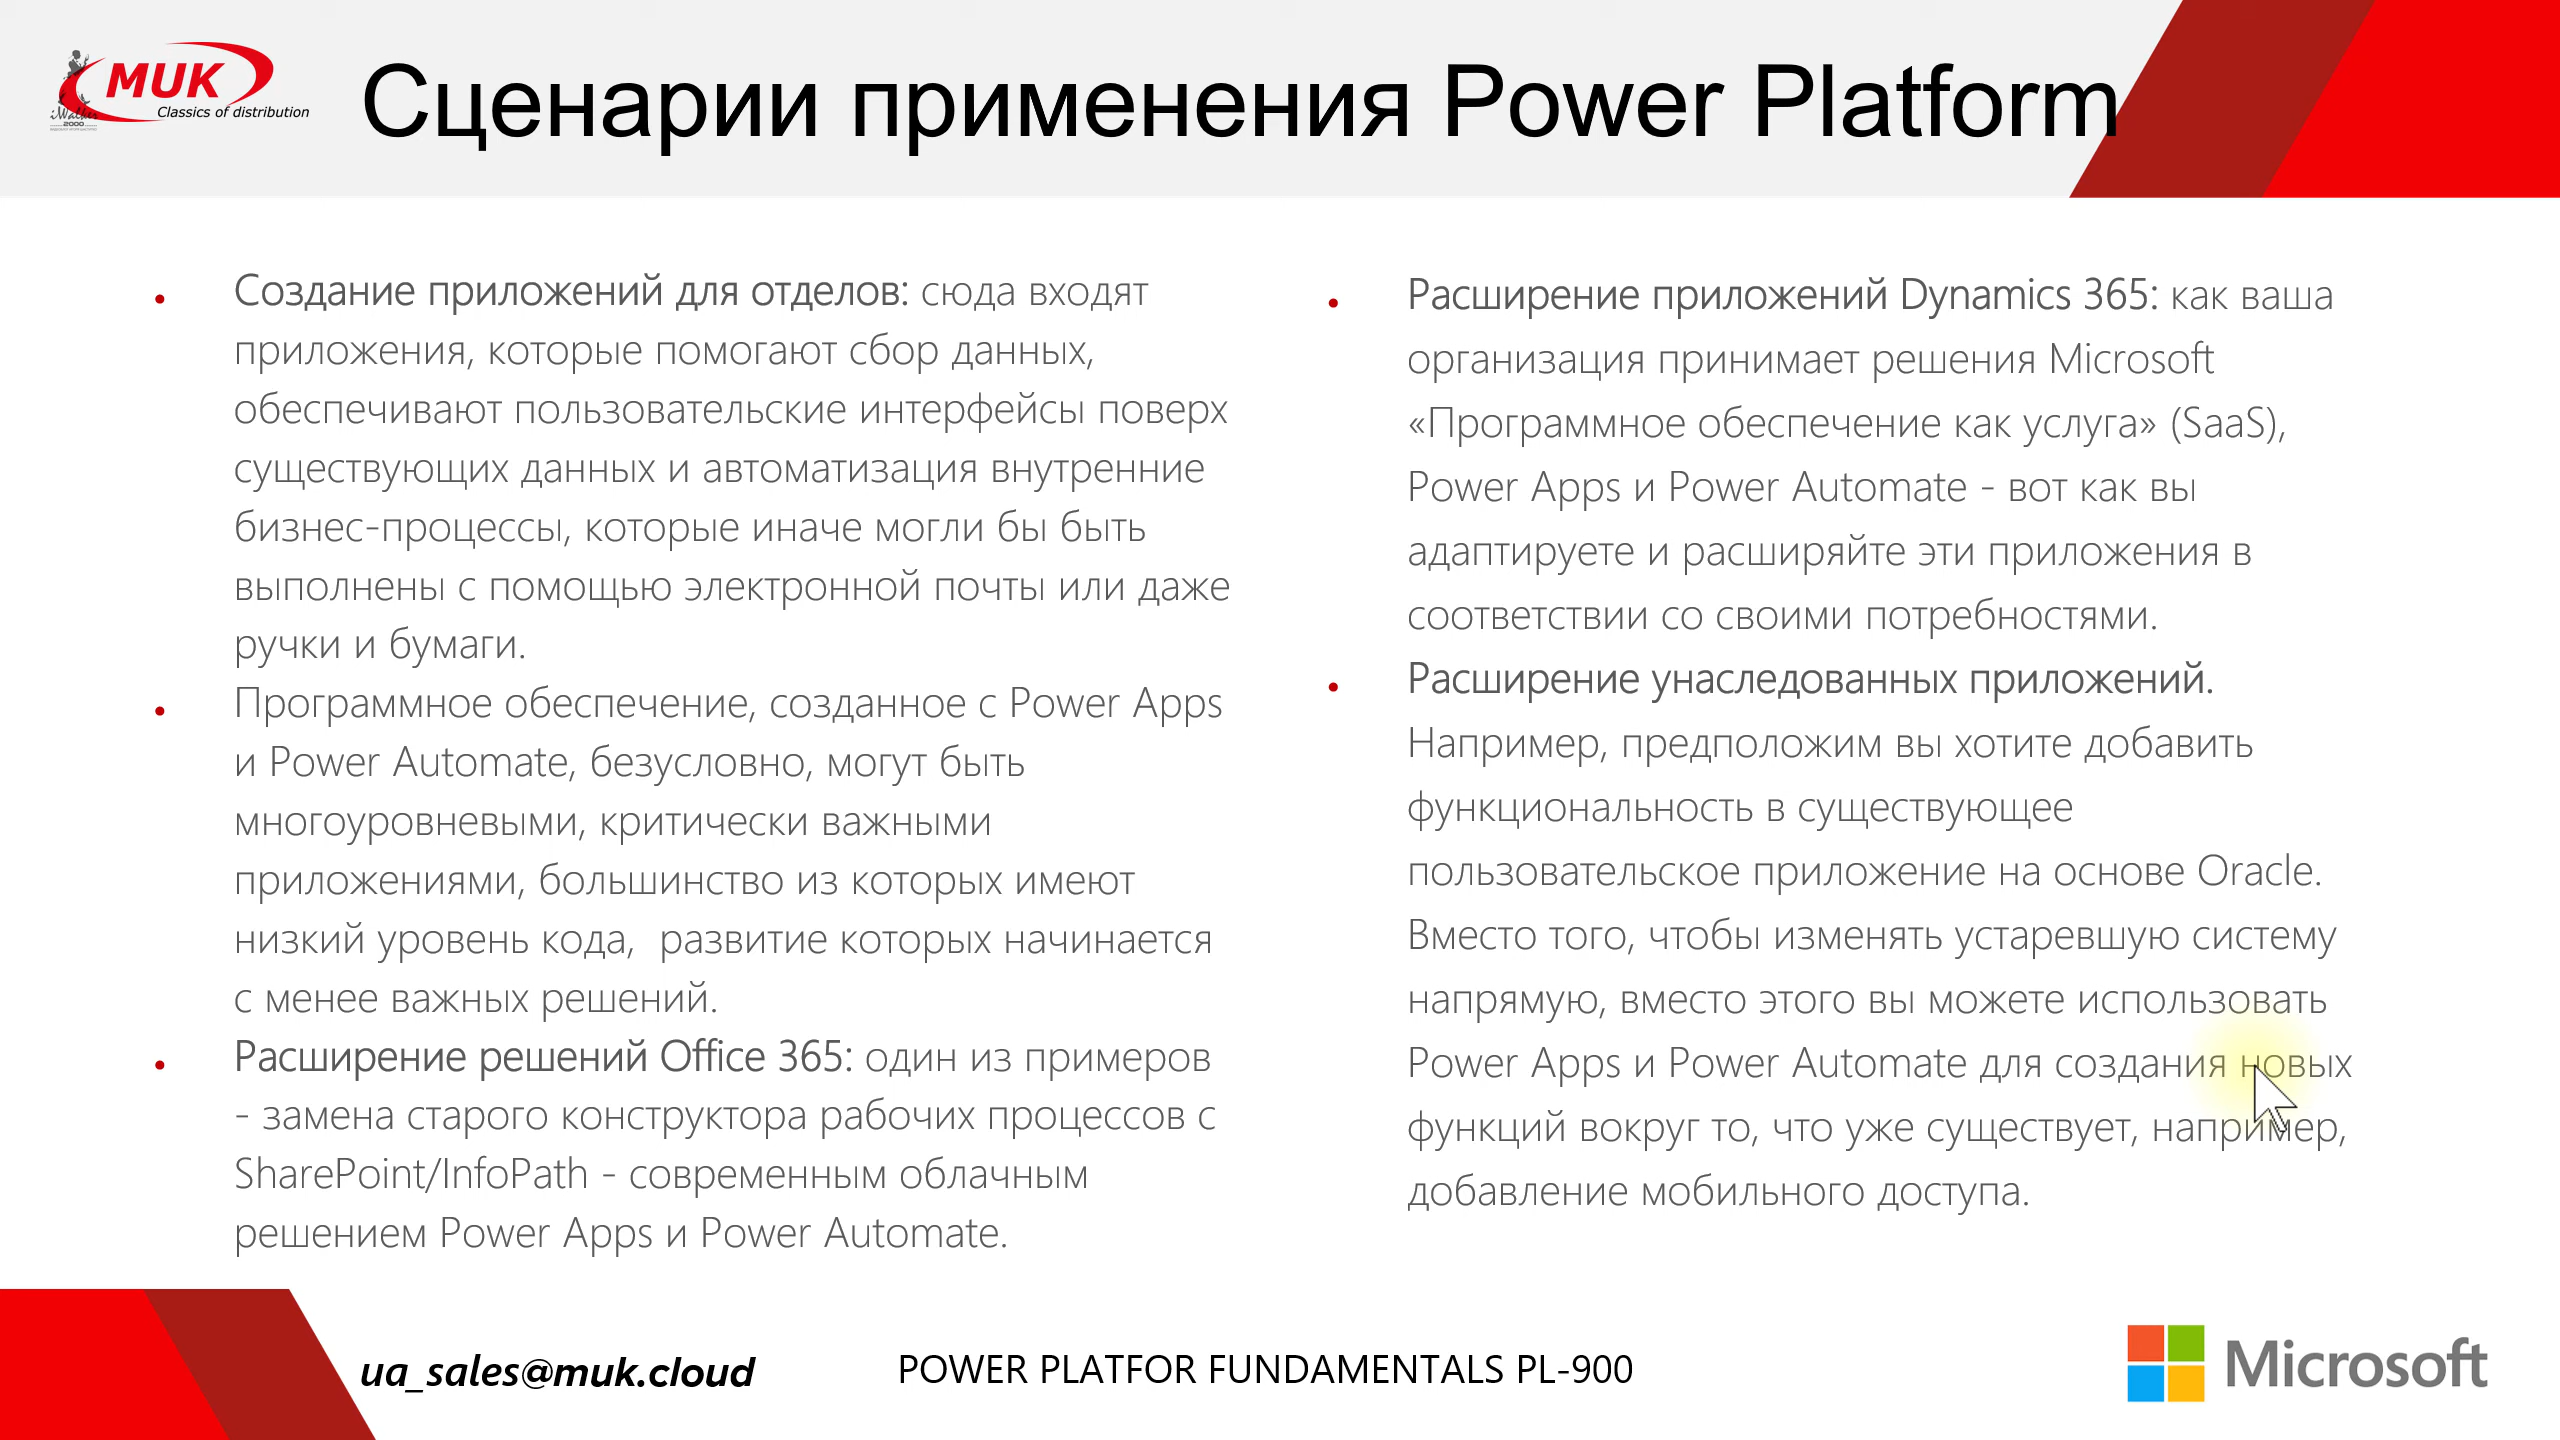 MUK
Classics of distribution
iWalker
2000
Сценарии применения Power Platform
Создание приложений для отделов: сюда входят
приложения, которые помогают сбор данных,
обеспечивают пользовательские интерфейсы поверх
существующих данных и автоматизация внутренние
бизнес-процессы, которые иначе могли бы быть
выполнены с помощью электронной почты или даже
ручки и бумаги.
Программное обеспечение, созданное с Power Apps
и Power Automate, безусловно, могут быть
многоуровневыми, критически важными
приложениями, большинство из которых имеют
низкий уровень кода, развитие которых начинается
с менее важных решений.
Расширение решений Office 365: один из примеров
- замена старого конструктора рабочих процессов с
SharePoint/InfoPath - современным облачным
решением Power Apps и Power Automate.
Расширение приложений Dynamics 365: как ваша
организация принимает решения Microsoft
«Программное обеспечение как услуга» (SaaS),
Power Apps и Power Automate - вот как вы
адаптируете и расширяйте эти приложения в
соответствии со своими потребностями.
Расширение унаследованных приложений.
Например, предположим вы хотите добавить
функциональность в существующее
пользовательское приложение на основе Oracle.
Вместо того, чтобы изменять устаревшую систему
напрямую, вместо этого вы можете использовать
Power Apps и Power Automate для создания новых
функций вокруг то, что уже существует, например,
добавление мобильного доступа.
ua_sales@muk.cloud
POWER PLATFOR FUNDAMENTALS PL-900
Microsoft